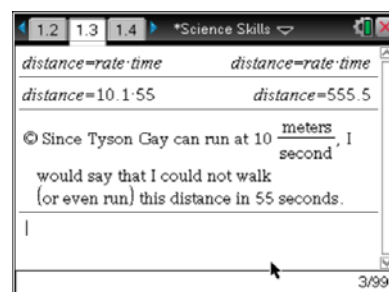 1.2 1.3 1.4 *Science Skills
distance=rate·time distance=rate·time
distance=10.1·55 distance=555.5
© Since Tyson Gay can run at 10 meters/second, I
would say that I could not walk
(or even run) this distance in 55 seconds.
3/99